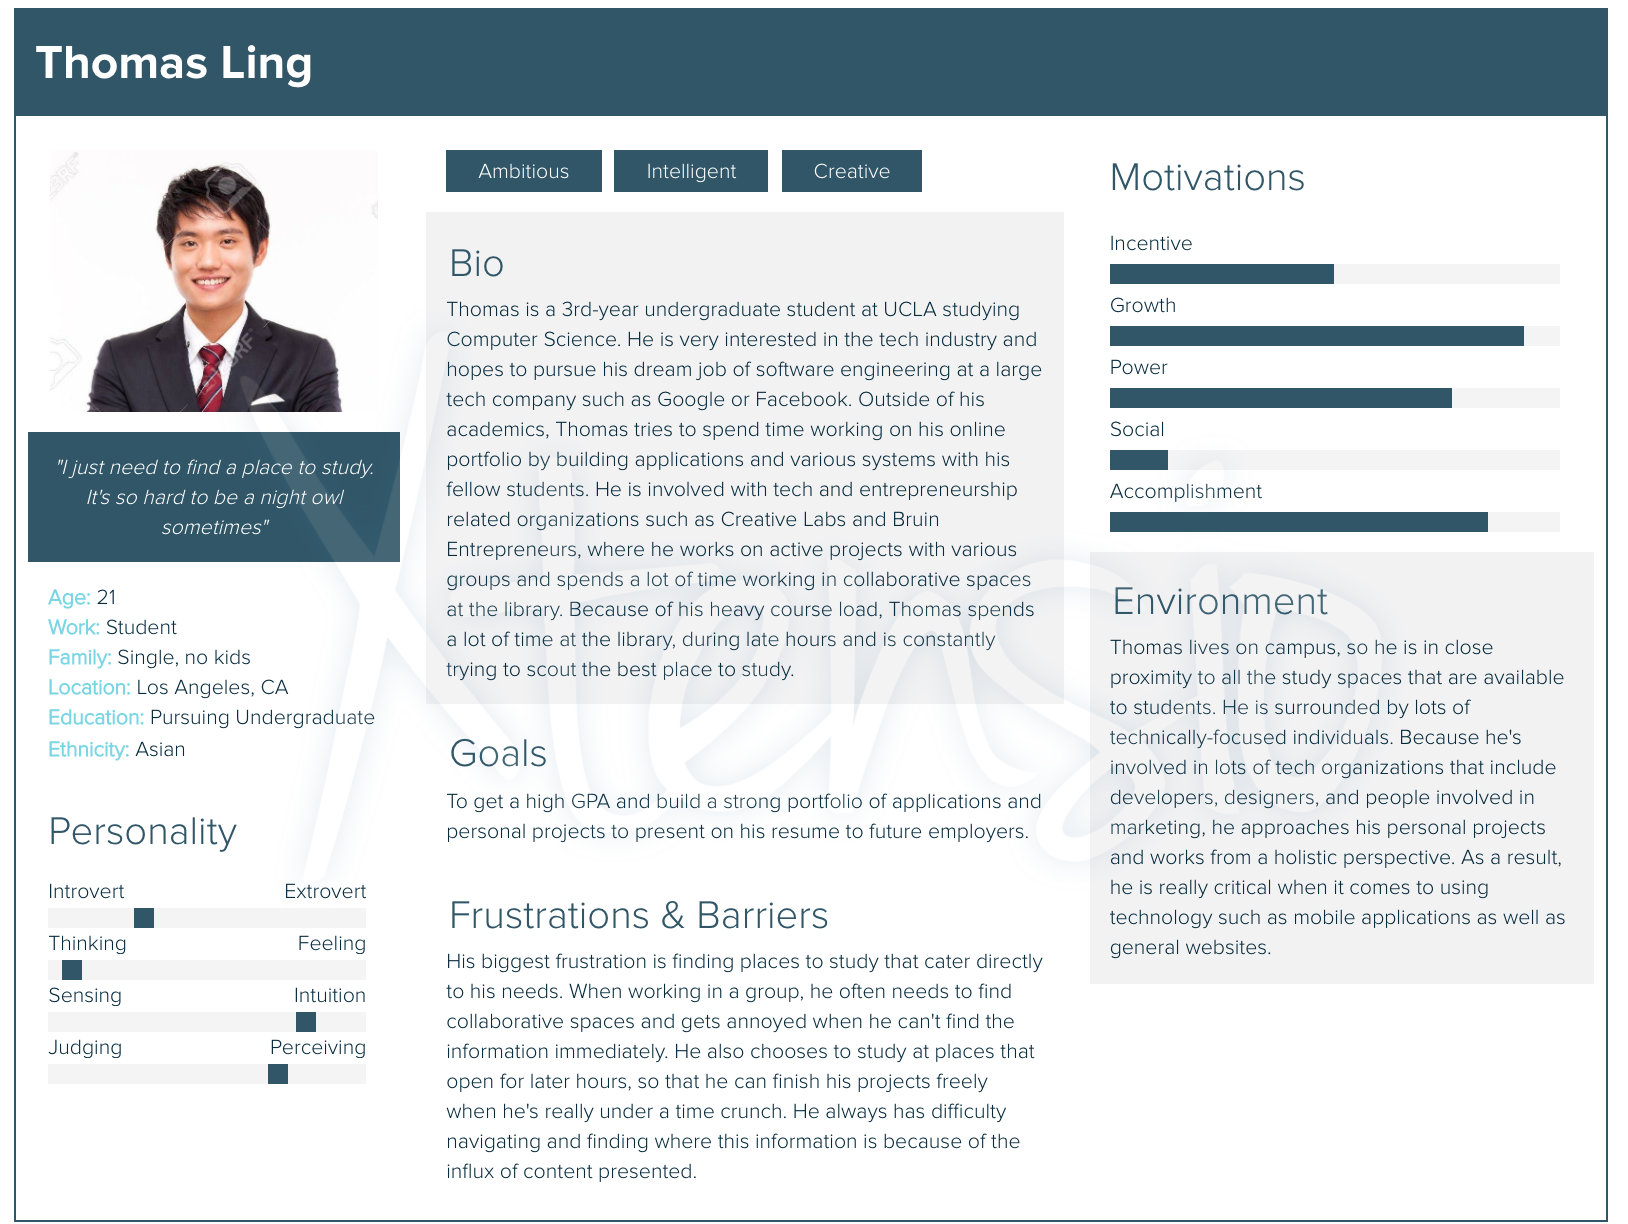 Thomas Ling
"I just need to find a place to study.
It's so hard to be a night owl
sometimes"
Age: 21
Work: Student
Family: Single, no kids
Location: Los Angeles, CA
Education: Pursuing Undergraduate
Ethnicity: Asian
Personality
Introvert Extrovert
Thinking Feeling
Sensing Intuition
Judging Perceiving
Ambitious Intelligent Creative
Bio
Thomas is a 3rd-year undergraduate student at UCLA studying
Computer Science. He is very interested in the tech industry and
hopes to pursue his dream job of software engineering at a large
tech company such as Google or Facebook. Outside of his
academics, Thomas tries to spend time working on his online
portfolio by building applications and various systems with his
fellow students. He is involved with tech and entrepreneurship
related organizations such as Creative Labs and Bruin
Entrepreneurs, where he works on active projects with various
groups and spends a lot of time working in collaborative spaces
at the library. Because of his heavy course load, Thomas spends
a lot of time at the library, during late hours and is constantly
trying to scout the best place to study.
Goals
To get a high GPA and build a strong portfolio of applications and
personal projects to present on his resume to future employers.
Frustrations & Barriers
His biggest frustration is finding places to study that cater directly
to his needs. When working in a group, he often needs to find
collaborative spaces and gets annoyed when he can't find the
information immediately. He also chooses to study at places that
open for later hours, so that he can finish his projects freely
when he's really under a time crunch. He always has difficulty
navigating and finding where this information is because of the
influx of content presented.
Motivations
Incentive
Growth
Power
Social
Accomplishment
Environment
Thomas lives on campus, so he is in close
proximity to all the study spaces that are available
to students. He is surrounded by lots of
technically-focused individuals. Because he's
involved in lots of tech organizations that include
developers, designers, and people involved in
marketing, he approaches his personal projects
and works from a holistic perspective. As a result,
he is really critical when it comes to using
technology such as mobile applications as well as
general websites.
Xtensio